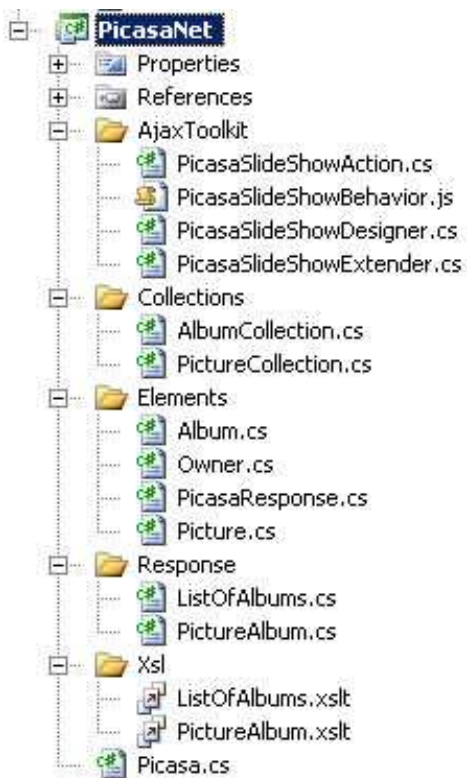 PicasaNet
Properties
References
AjaxToolkit
PicasaSlideShowAction.cs
PicasaSlideShowBehavior.js
PicasaSlideShowDesigner.cs
PicasaSlideShowExtender.cs
Collections
AlbumCollection.cs
PictureCollection.cs
Elements
Album.cs
Owner.cs
PicasaResponse.cs
Picture.cs
Response
ListOfAlbums.cs
PictureAlbum.cs
Xsl
ListOfAlbums.xslt
PictureAlbum.xslt
Picasa.cs